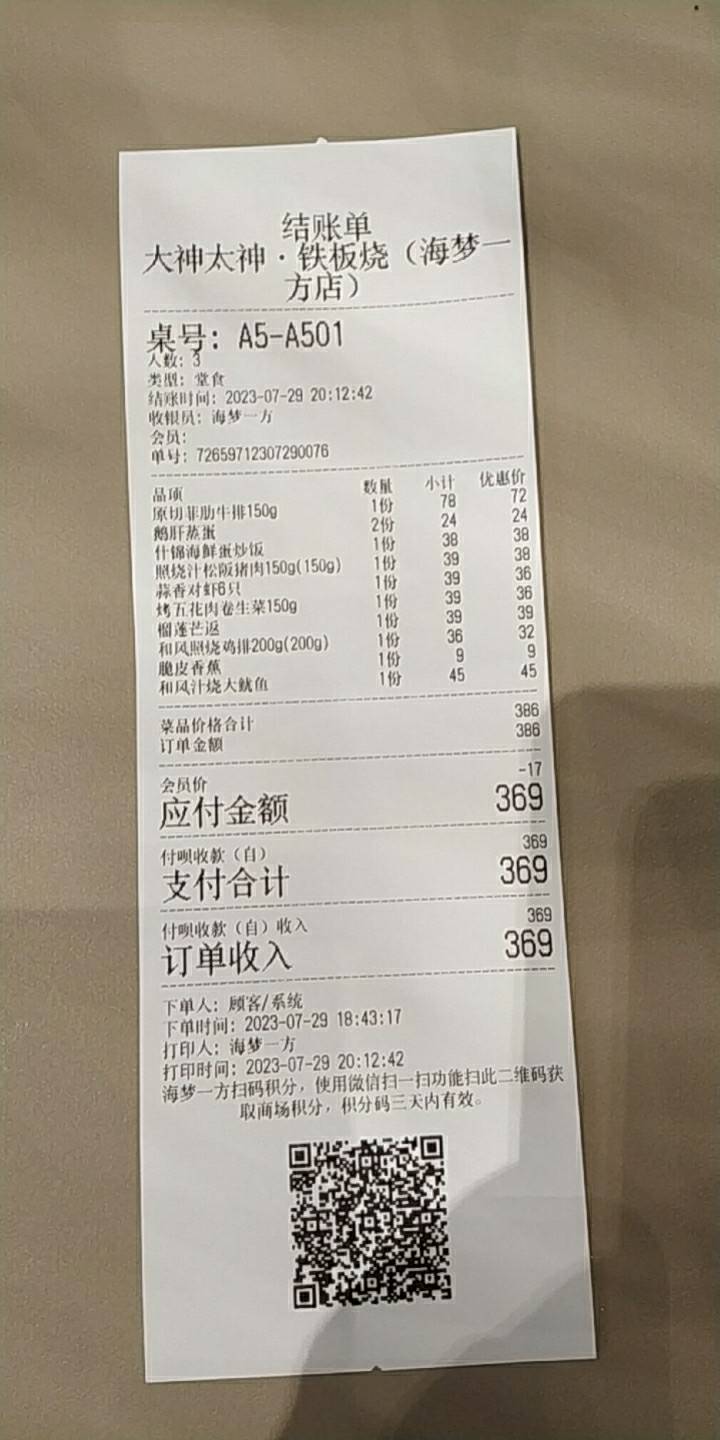 结账单
大神太神·铁板烧（海梦一
方店）
桌号: A5-A501
人数: 3
类型: 堂食
结账时间: 2023-07-29 20:12:42
收银员: 海梦一方
会员:
单号: 72659712307290076
品项 数量 小计 优惠价
原切菲肋牛排150g 1份 78 72
鹅肝蒸蛋 2份 24 24
什锦海鲜蛋炒饭 1份 38 38
照烧汁松阪猪肉150g(150g) 1份 39 38
蒜香对虾6只 1份 39 36
烤五花肉卷生菜150g 1份 39 36
榴莲芒返 1份 39 39
和风照烧鸡排200g(200g) 1份 36 32
脆皮香蕉 1份 9 9
和风汁烧大鱿鱼 1份 45 45
菜品价格合计 386
订单金额 386
会员价 -17
应付金额 369
付呗收款（自） 369
支付合计 369
付呗收款（自）收入 369
订单收入 369
下单人: 顾客/系统
下单时间: 2023-07-29 18:43:17
打印人: 海梦一方
打印时间: 2023-07-29 20:12:42
海梦一方扫码积分，使用微信扫一扫功能扫此二维码获
取商场积分，积分码三天内有效。